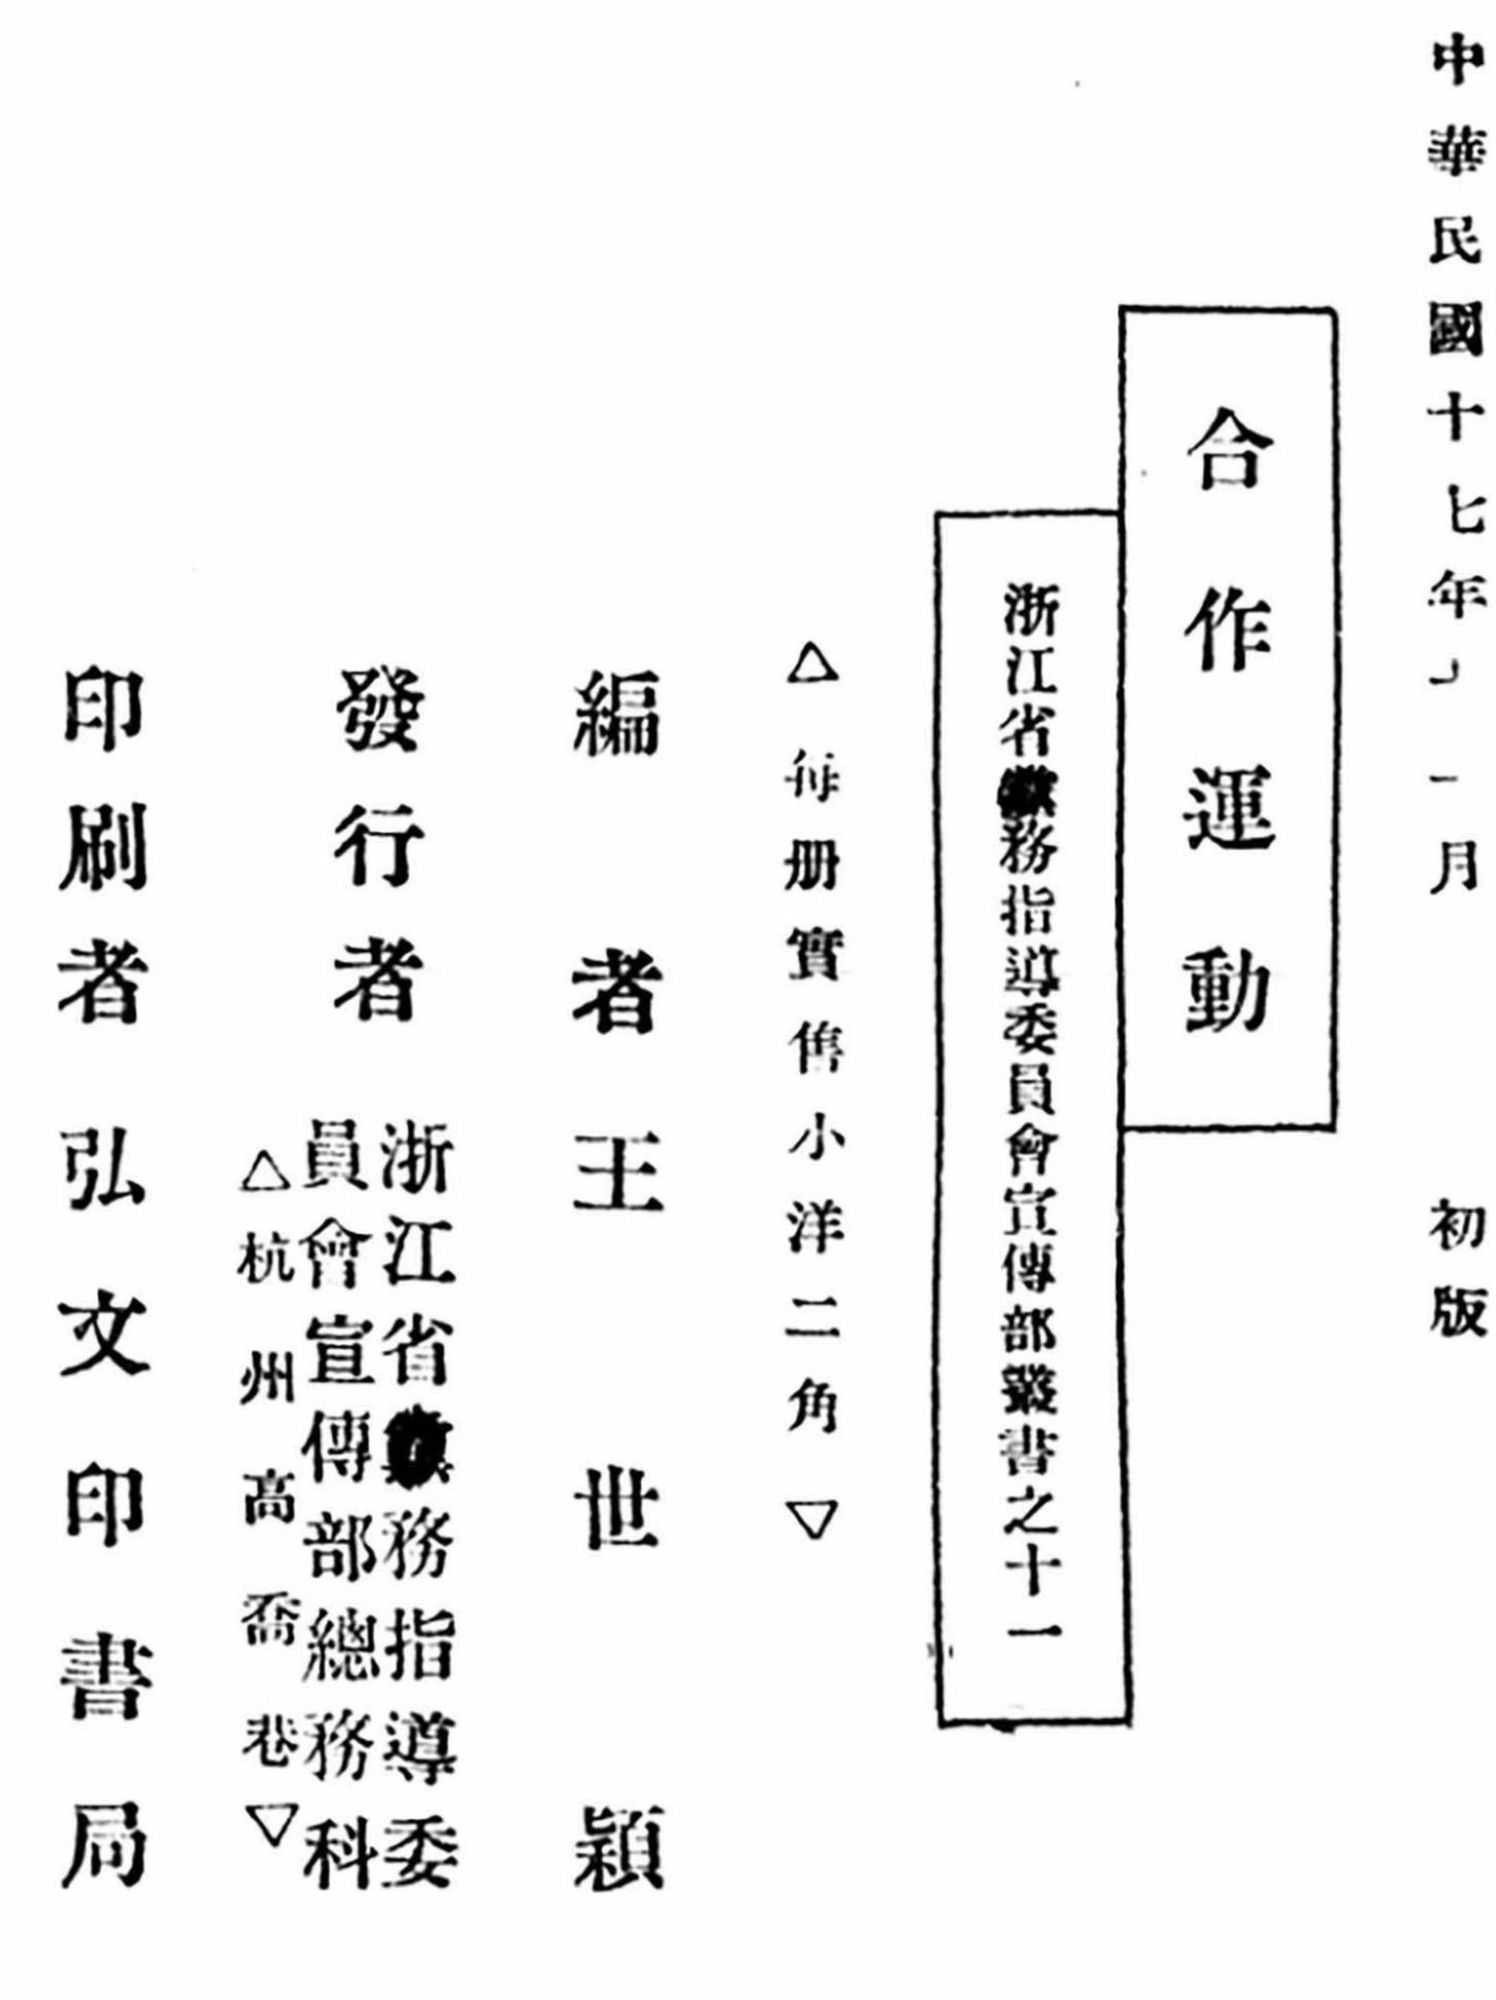 中華民國十七年十一月 初版
合作運動
浙江省務指導委員會宣傳部叢書之十一
△每册實售小洋二角▽
編者 王世穎
發行者 浙江省務指導委
員會宣傳部總務科
△杭州高喬巷▽
印刷者 弘文印書局